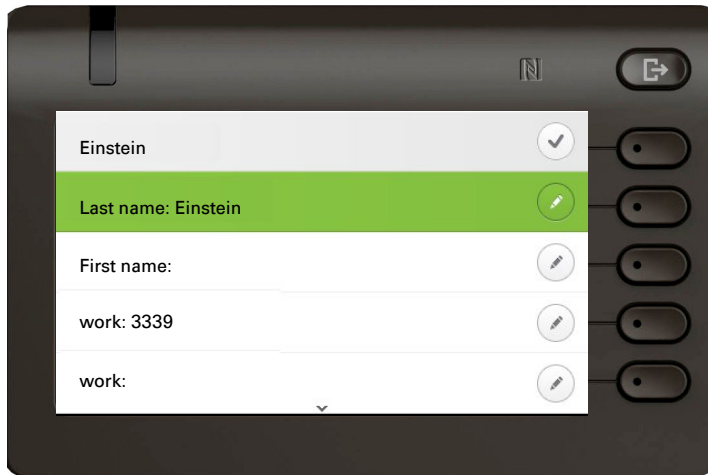 Einstein
Last name: Einstein
First name:
work: 3339
work: